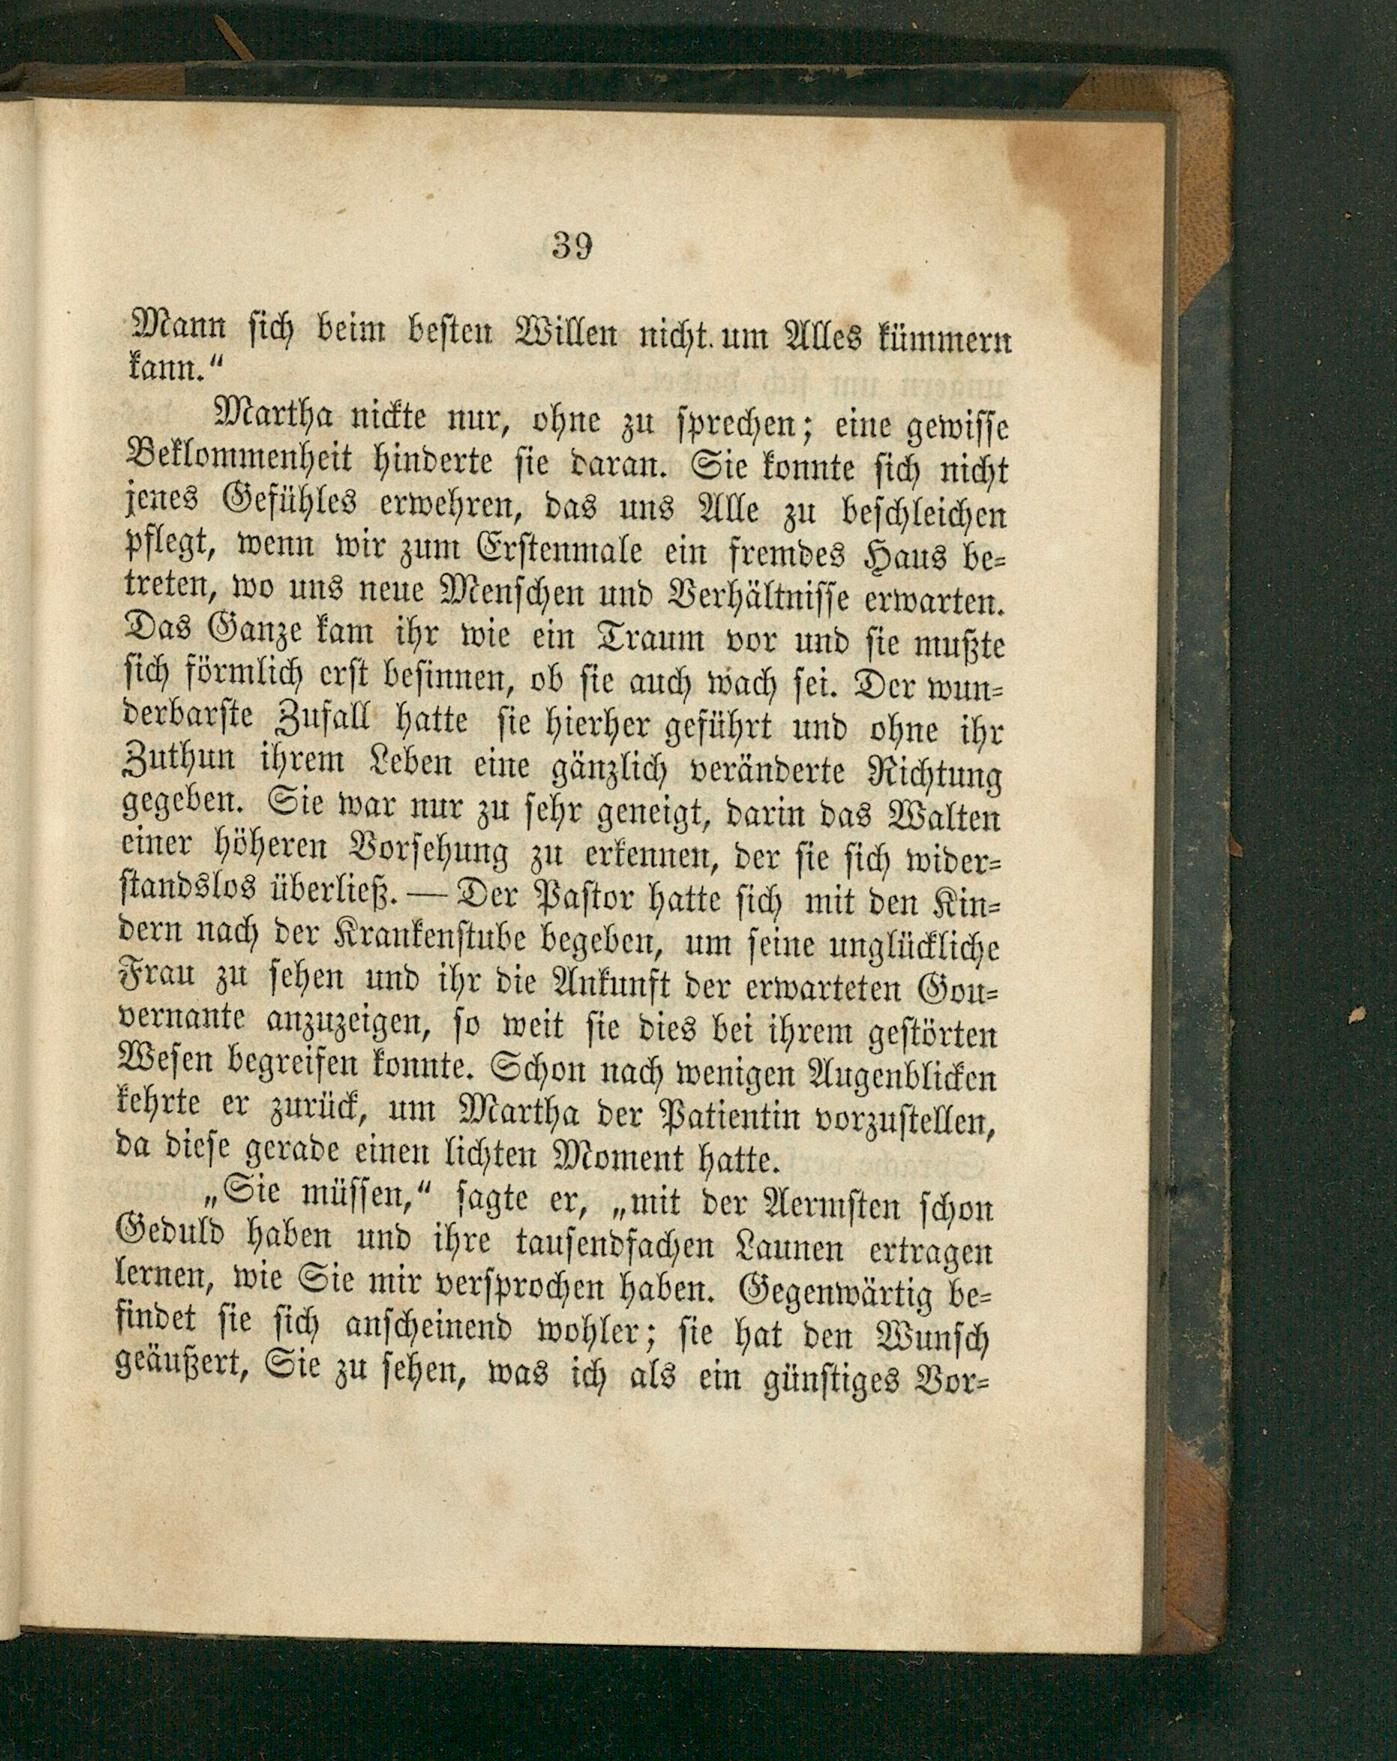 39
Mann sich beim besten Willen nicht um Alles kümmern
kann.“
Martha nickte nur, ohne zu sprechen; eine gewisse
Beklommenheit hinderte sie daran. Sie konnte sich nicht
jenes Gefühles erwehren, das uns Alle zu beschleichen
pflegt, wenn wir zum Erstenmale ein fremdes Haus be-
treten, wo uns neue Menschen und Verhältnisse erwarten.
Das Ganze kam ihr wie ein Traum vor und sie mußte
sich förmlich erst besinnen, ob sie auch wach sei. Der wun-
derbarste Zufall hatte sie hierher geführt und ohne ihr
Zuthun ihrem Leben eine gänzlich veränderte Richtung
gegeben. Sie war nur zu sehr geneigt, darin das Walten
einer höheren Vorsehung zu erkennen, der sie sich wider-
standslos überließ. — Der Pastor hatte sich mit den Kin-
dern nach der Krankenstube begeben, um seine unglückliche
Frau zu sehen und ihr die Ankunft der erwarteten Gou-
vernante anzuzeigen, so weit sie dies bei ihrem gestörten
Wesen begreifen konnte. Schon nach wenigen Augenblicken
kehrte er zurück, um Martha der Patientin vorzustellen,
da diese gerade einen lichten Moment hatte.
„Sie müssen,“ sagte er, „mit der Aermsten schon
Geduld haben und ihre tausendfachen Launen ertragen
lernen, wie Sie mir versprochen haben. Gegenwärtig be-
findet sie sich anscheinend wohler; sie hat den Wunsch
geäußert, Sie zu sehen, was ich als ein günstiges Vor-